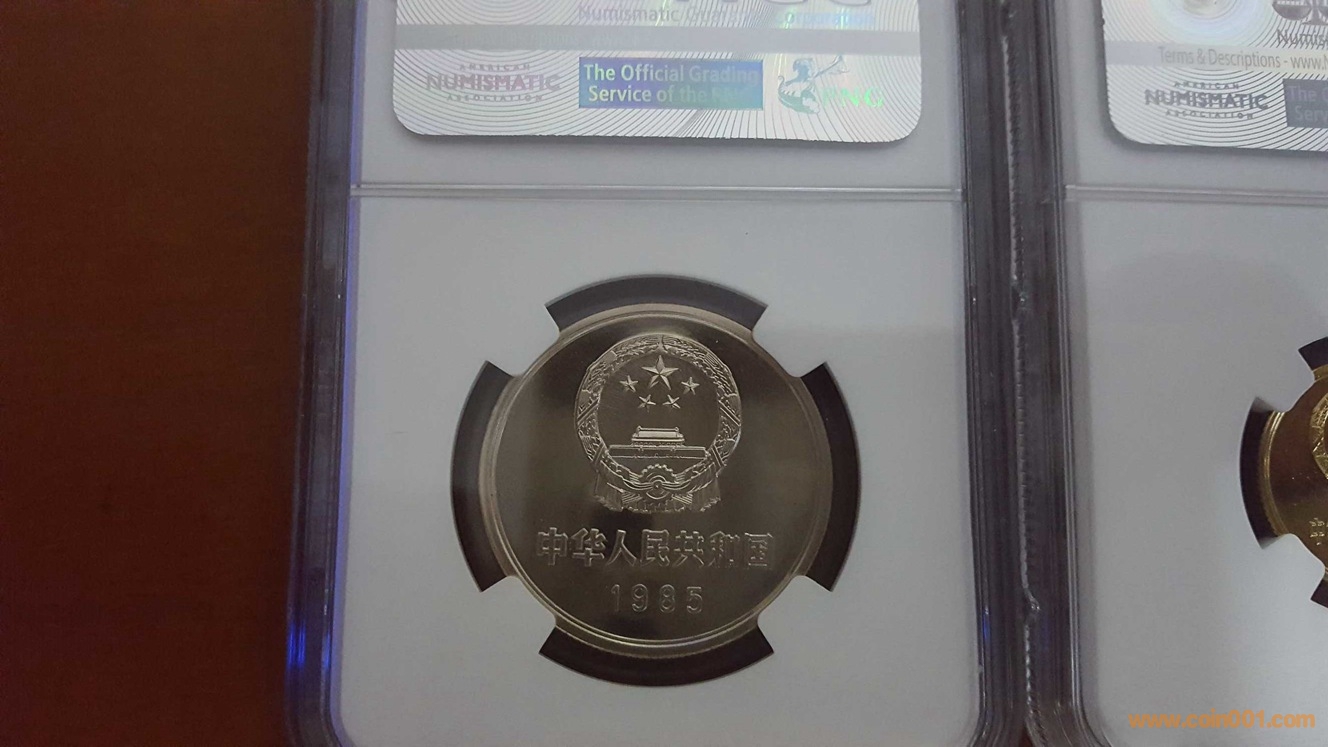 Numismatic Guaranty Corporation
AMERICAN
NUMISMATIC
ASSOCIATION
The Official Grading
Service of the
PNG
Terms & Descriptions - www.
AMERICAN
NUMISMATIC
ASSOCIATION
中华人民共和国
1985
www.coin001.com